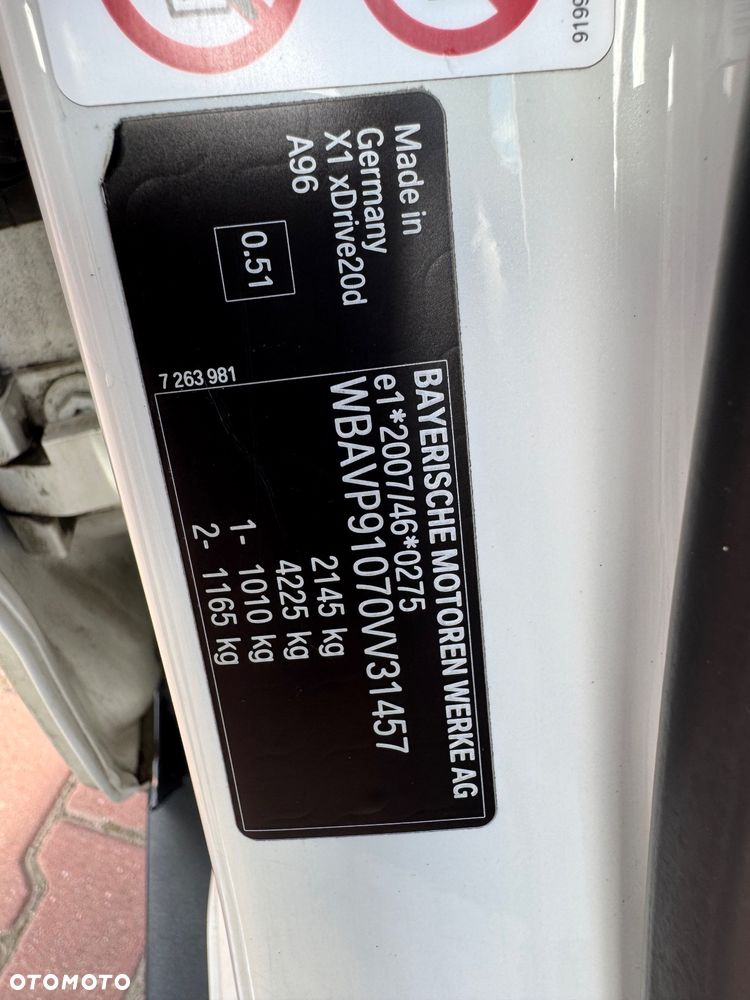 Made in
Germany
X1 xDrive20d
A96
0.51
7 263 981
BAYERISCHE MOTOREN WERKE AG
e1*2007/46*0275
WBAVP91070VV31457
2145 kg
4225 kg
1- 1010 kg
2- 1165 kg
OTOMOTO